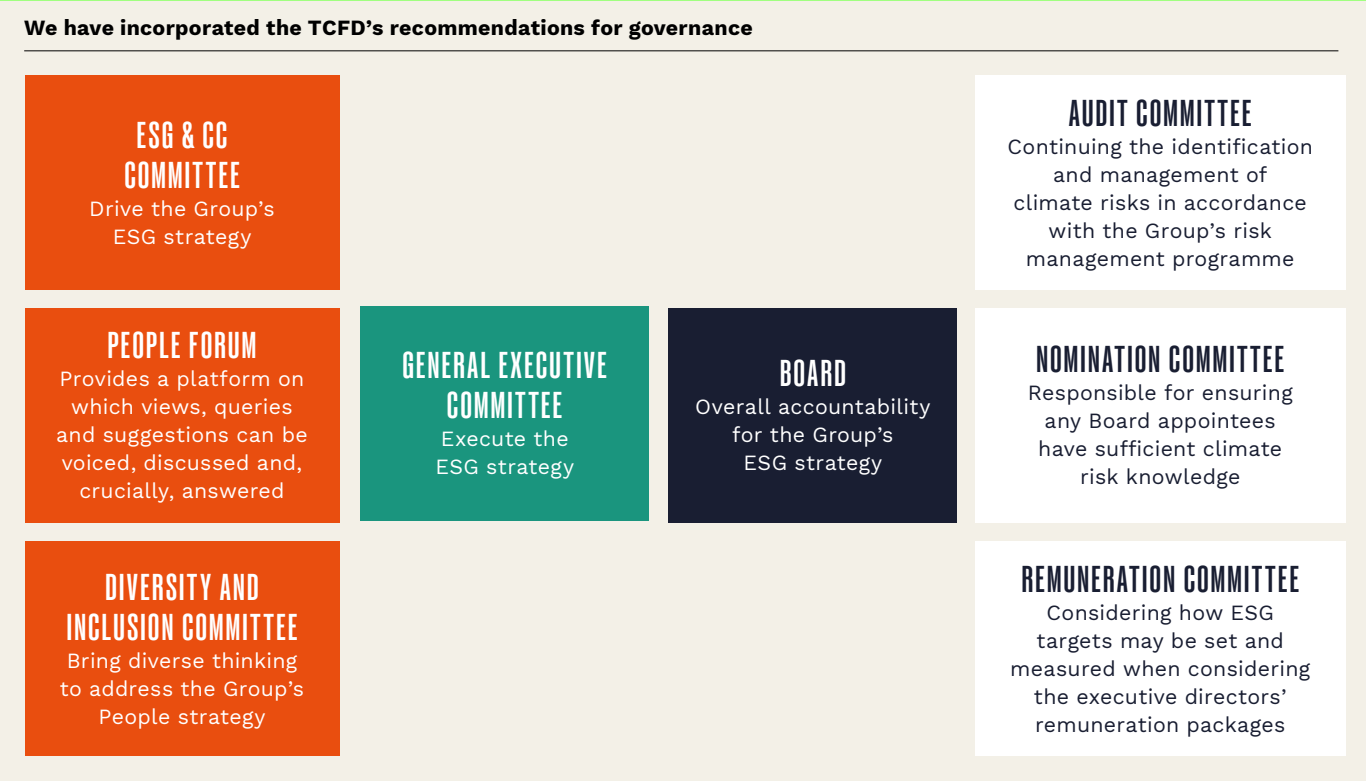 We have incorporated the TCFD’s recommendations for governance
ESG & CC
COMMITTEE
Drive the Group’s
ESG strategy
PEOPLE FORUM
Provides a platform on
which views, queries
and suggestions can be
voiced, discussed and,
crucially, answered
DIVERSITY AND
INCLUSION COMMITTEE
Bring diverse thinking
to address the Group’s
People strategy
GENERAL EXECUTIVE
COMMITTEE
Execute the
ESG strategy
BOARD
Overall accountability
for the Group’s
ESG strategy
AUDIT COMMITTEE
Continuing the identification
and management of
climate risks in accordance
with the Group’s risk
management programme
NOMINATION COMMITTEE
Responsible for ensuring
any Board appointees
have sufficient climate
risk knowledge
REMUNERATION COMMITTEE
Considering how ESG
targets may be set and
measured when considering
the executive directors’
remuneration packages